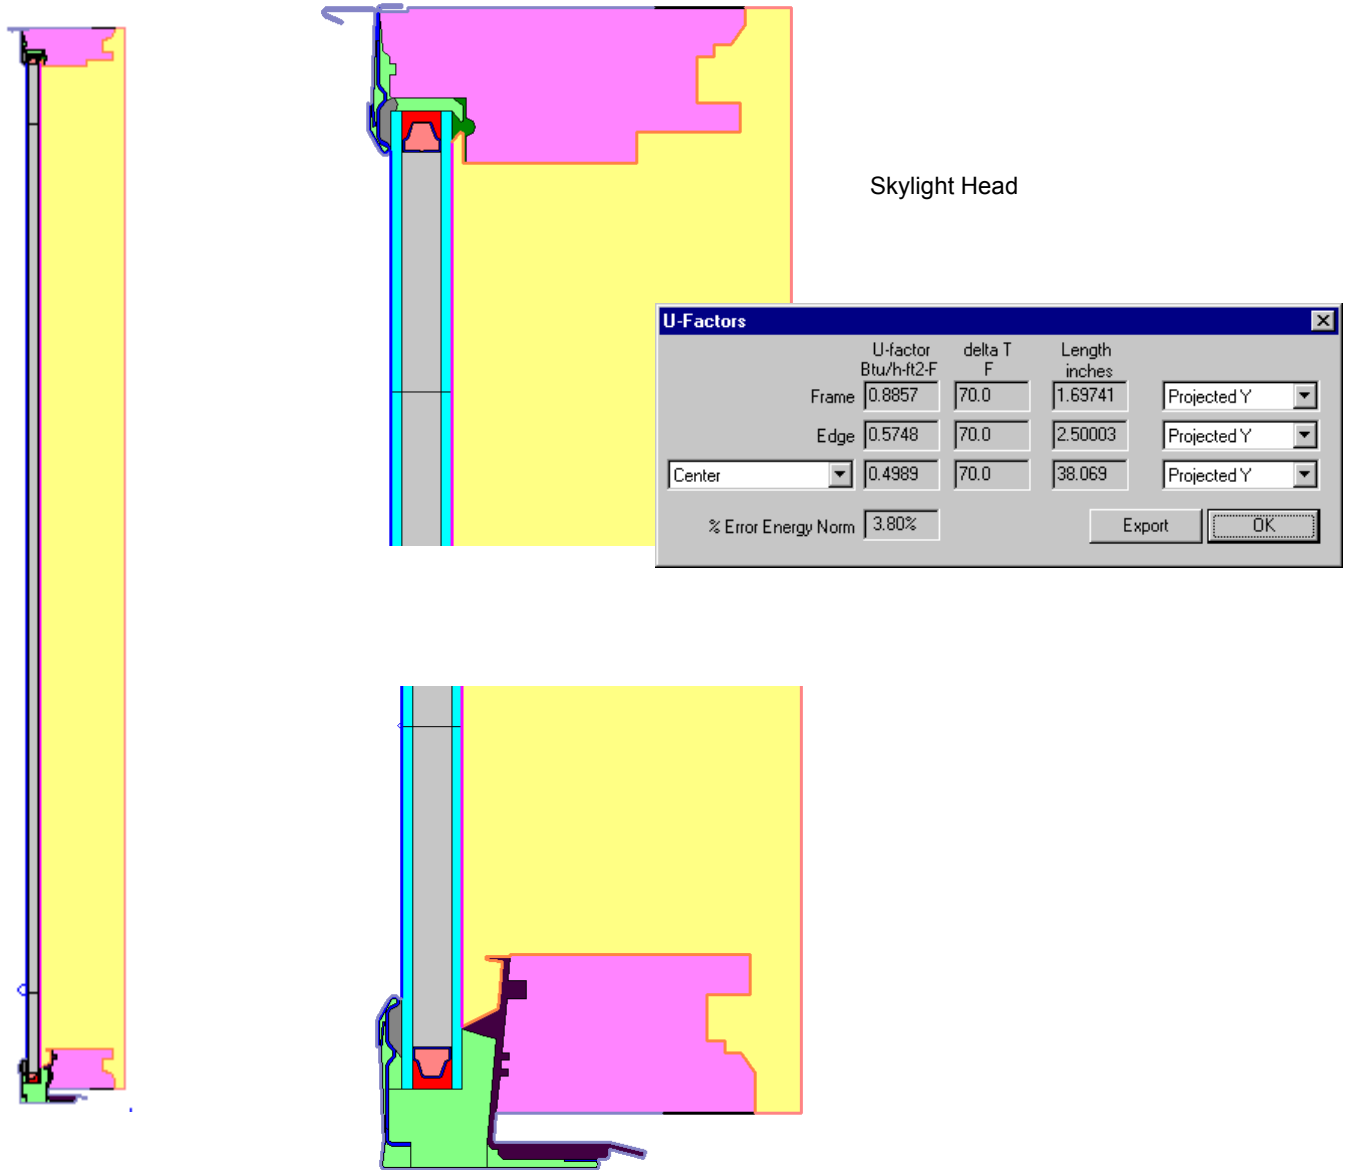 Skylight Head
U-Factors
U-factor delta T Length
Btu/h-ft2-F F inches
Frame 0.8857 70.0 1.69741 Projected Y
Edge 0.5748 70.0 2.50003 Projected Y
Center 0.4989 70.0 38.069 Projected Y
% Error Energy Norm 3.80% Export OK